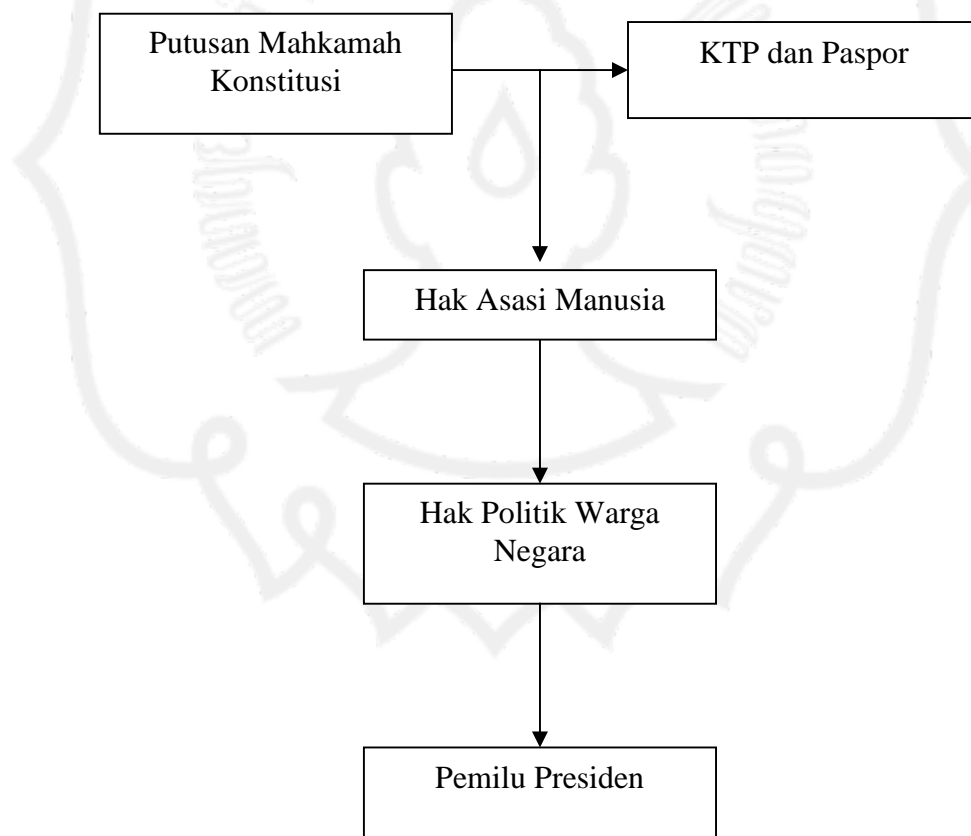 Putusan Mahkamah
Konstitusi
KTP dan Paspor
Hak Asasi Manusia
Hak Politik Warga
Negara
Pemilu Presiden